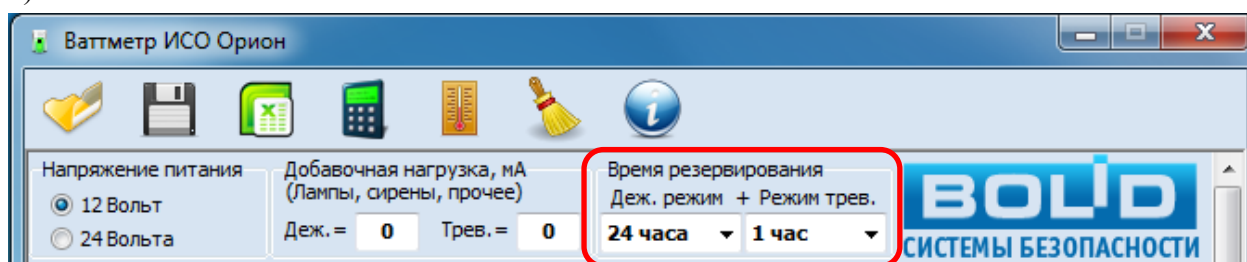 Ваттметр ИСО Орион
Напряжение питания
12 Вольт
24 Вольта
Добавочная нагрузка, мА
(Лампы, сирены, прочее)
Деж. = 0 Трев. = 0
Время резервирования
Деж. режим + Режим трев.
24 часа 1 час
BOLID
СИСТЕМЫ БЕЗОПАСНОСТИ